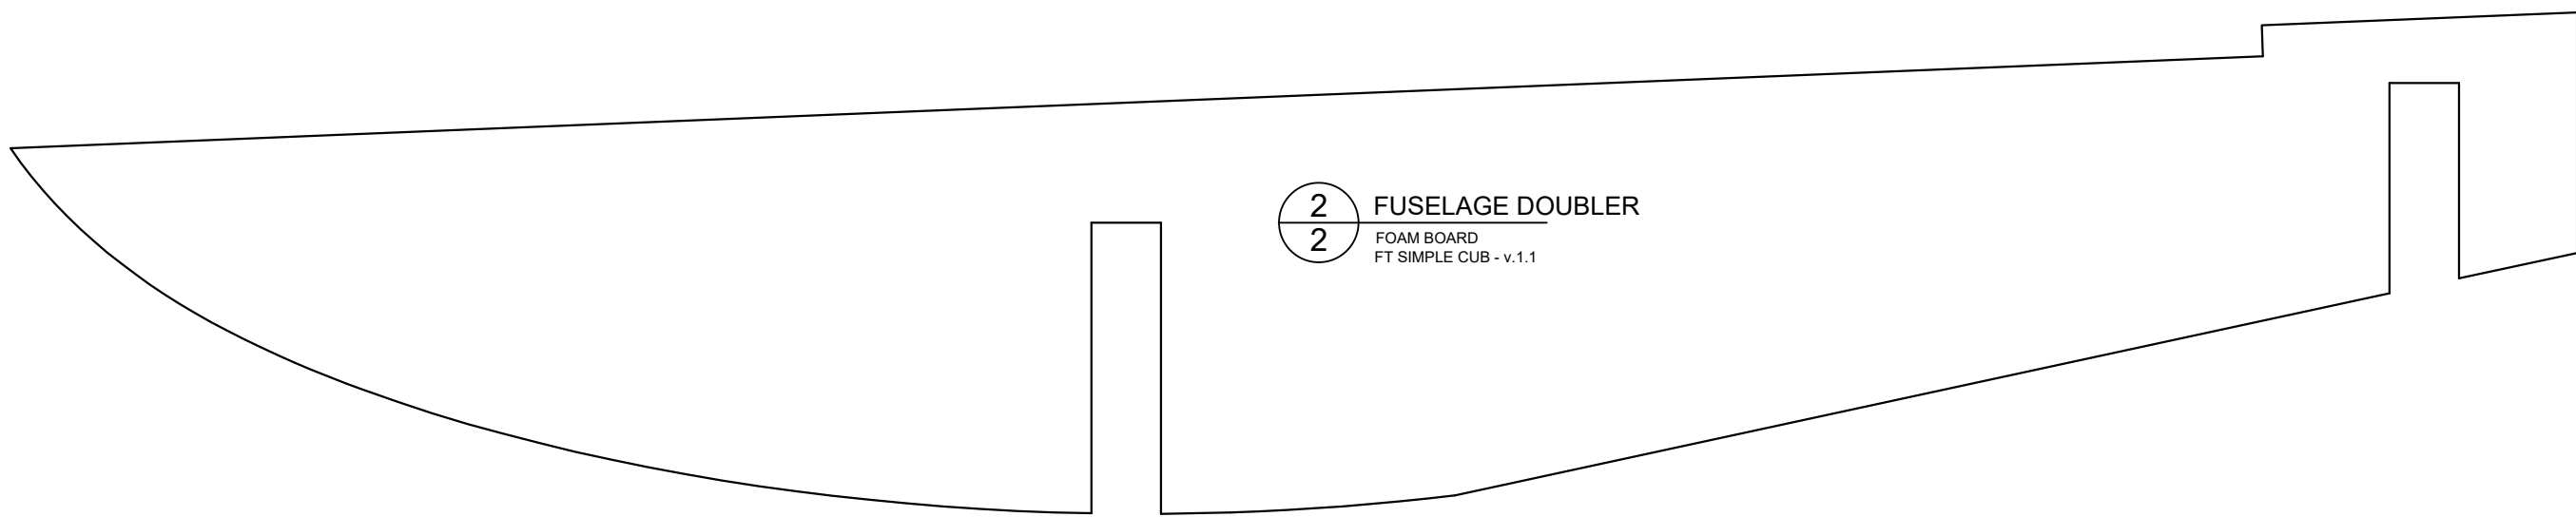 2
2
FUSELAGE DOUBLER
FOAM BOARD
FT SIMPLE CUB - v.1.1